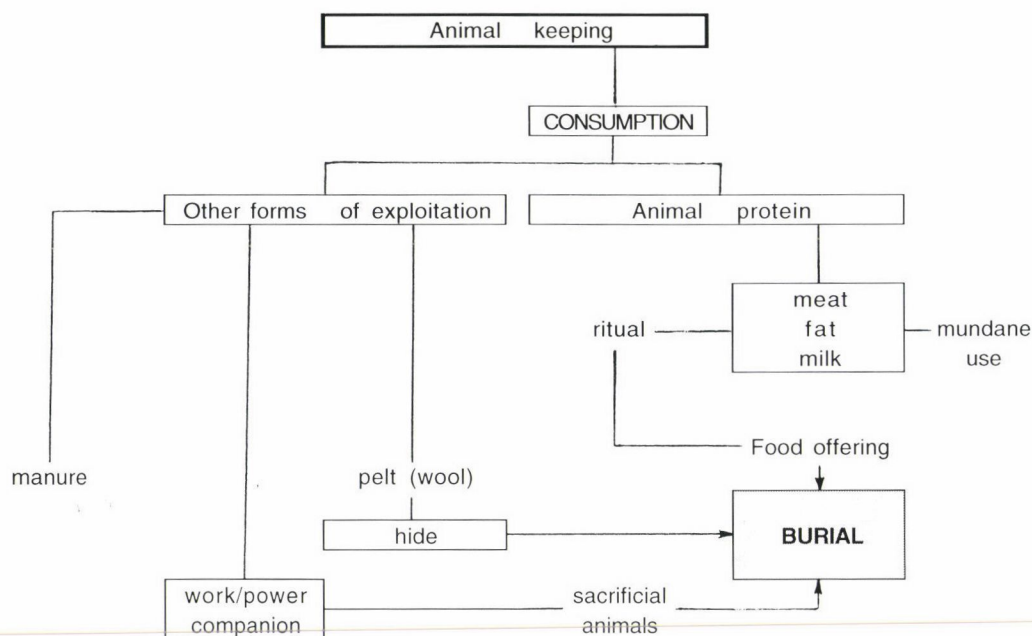 Animal keeping
CONSUMPTION
Other forms of exploitation
Animal protein
meat
fat
milk
ritual
mundane
use
Food offering
manure
pelt (wool)
hide
BURIAL
work/power
companion
sacrificial
animals